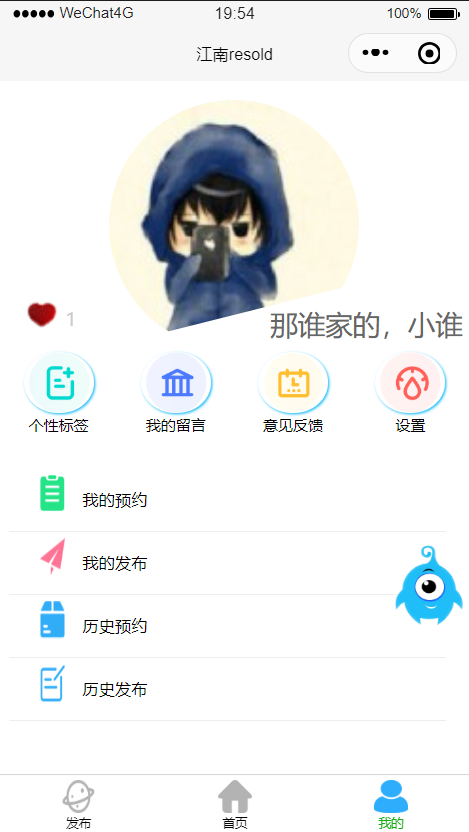 ●●●●● WeChat4G 19:54 100%
江南resold
1
那谁家的，小谁
个性标签 我的留言 意见反馈 设置
我的预约
我的发布
历史预约
历史发布
发布 首页 我的